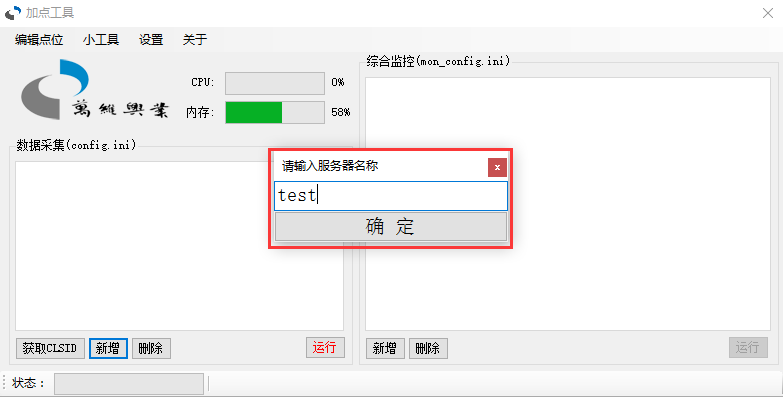 加点工具
编辑点位 小工具 设置 关于
萬維興業
CPU: 0%
内存: 58%
数据采集(config.ini)
获取CLSID 新增 删除 运行
综合监控(mon_config.ini)
新增 删除 运行
请输入服务器名称 x
test
确 定
状态：